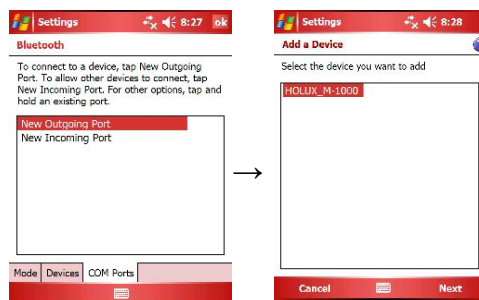 Settings 8:27 ok
Bluetooth
To connect to a device, tap New Outgoing
Port. To allow other devices to connect, tap
New Incoming Port. For other options, tap and
hold an existing port.
New Outgoing Port
New Incoming Port
Mode Devices COM Ports
→
Settings 8:28
Add a Device
Select the device you want to add
HOLUX_M-1000
Cancel Next